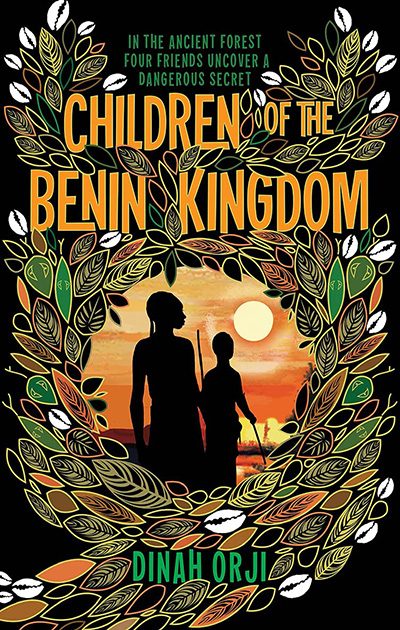 IN THE ANCIENT FOREST
FOUR FRIENDS UNCOVER A
DANGEROUS SECRET
CHILDREN OF THE
BENIN KINGDOM
DINAH ORJI